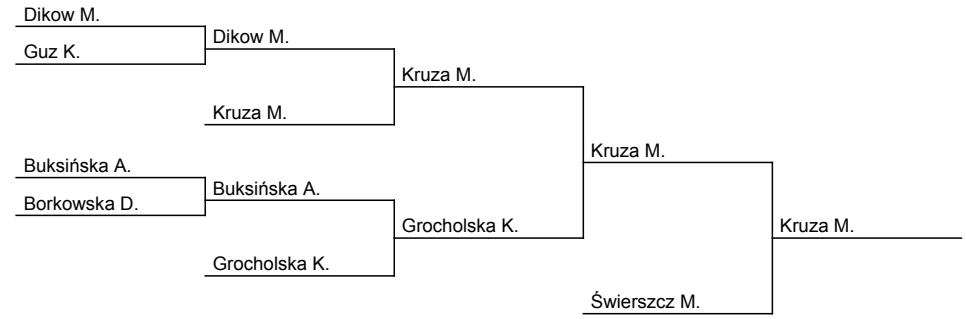 Dikow M.
Guz K.
Dikow M.
Kruza M.
Kruza M.
Buksińska A.
Borkowska D.
Buksińska A.
Grocholska K.
Grocholska K.
Kruza M.
Świerszcz M.
Kruza M.